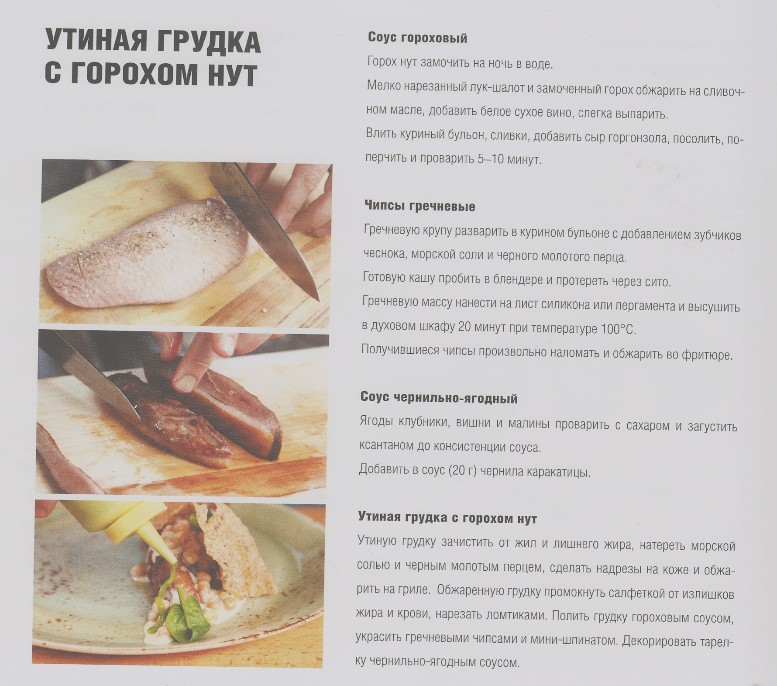 УТИНАЯ ГРУДКА
С ГОРОХОМ НУТ
Соус гороховый
Горох нут замочить на ночь в воде.
Мелко нарезанный лук-шалот и замоченный горох обжарить на сливоч-
ном масле, добавить белое сухое вино, слегка выпарить.
Влить куриный бульон, сливки, добавить сыр горгонзола, посолить, по-
перчить и проварить 5–10 минут.
Чипсы гречневые
Гречневую крупу разварить в курином бульоне с добавлением зубчиков
чеснока, морской соли и черного молотого перца.
Готовую кашу пробить в блендере и протереть через сито.
Гречневую массу нанести на лист силикона или пергамента и высушить
в духовом шкафу 20 минут при температуре 100°С.
Получившиеся чипсы произвольно наломать и обжарить во фритюре.
Соус чернильно-ягодный
Ягоды клубники, вишни и малины проварить с сахаром и загустить
ксантаном до консистенции соуса.
Добавить в соус (20 г) чернила каракатицы.
Утиная грудка с горохом нут
Утиную грудку зачистить от жил и лишнего жира, натереть морской
солью и черным молотым перцем, сделать надрезы на коже и обжа-
рить на гриле. Обжаренную грудку промокнуть салфеткой от излишков
жира и крови, нарезать ломтиками. Полить грудку гороховым соусом,
украсить гречневыми чипсами и мини-шпинатом. Декорировать тарел-
ку чернильно-ягодным соусом.